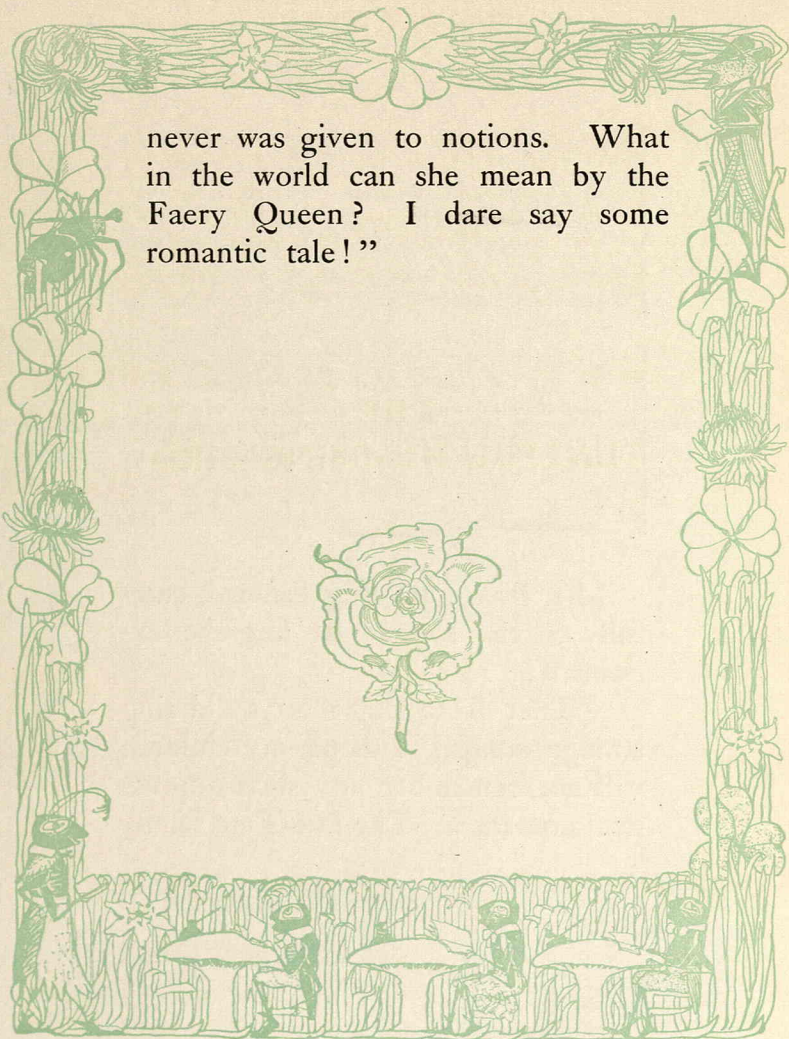 never was given to notions. What
in the world can she mean by the
Faery Queen? I dare say some
romantic tale!”